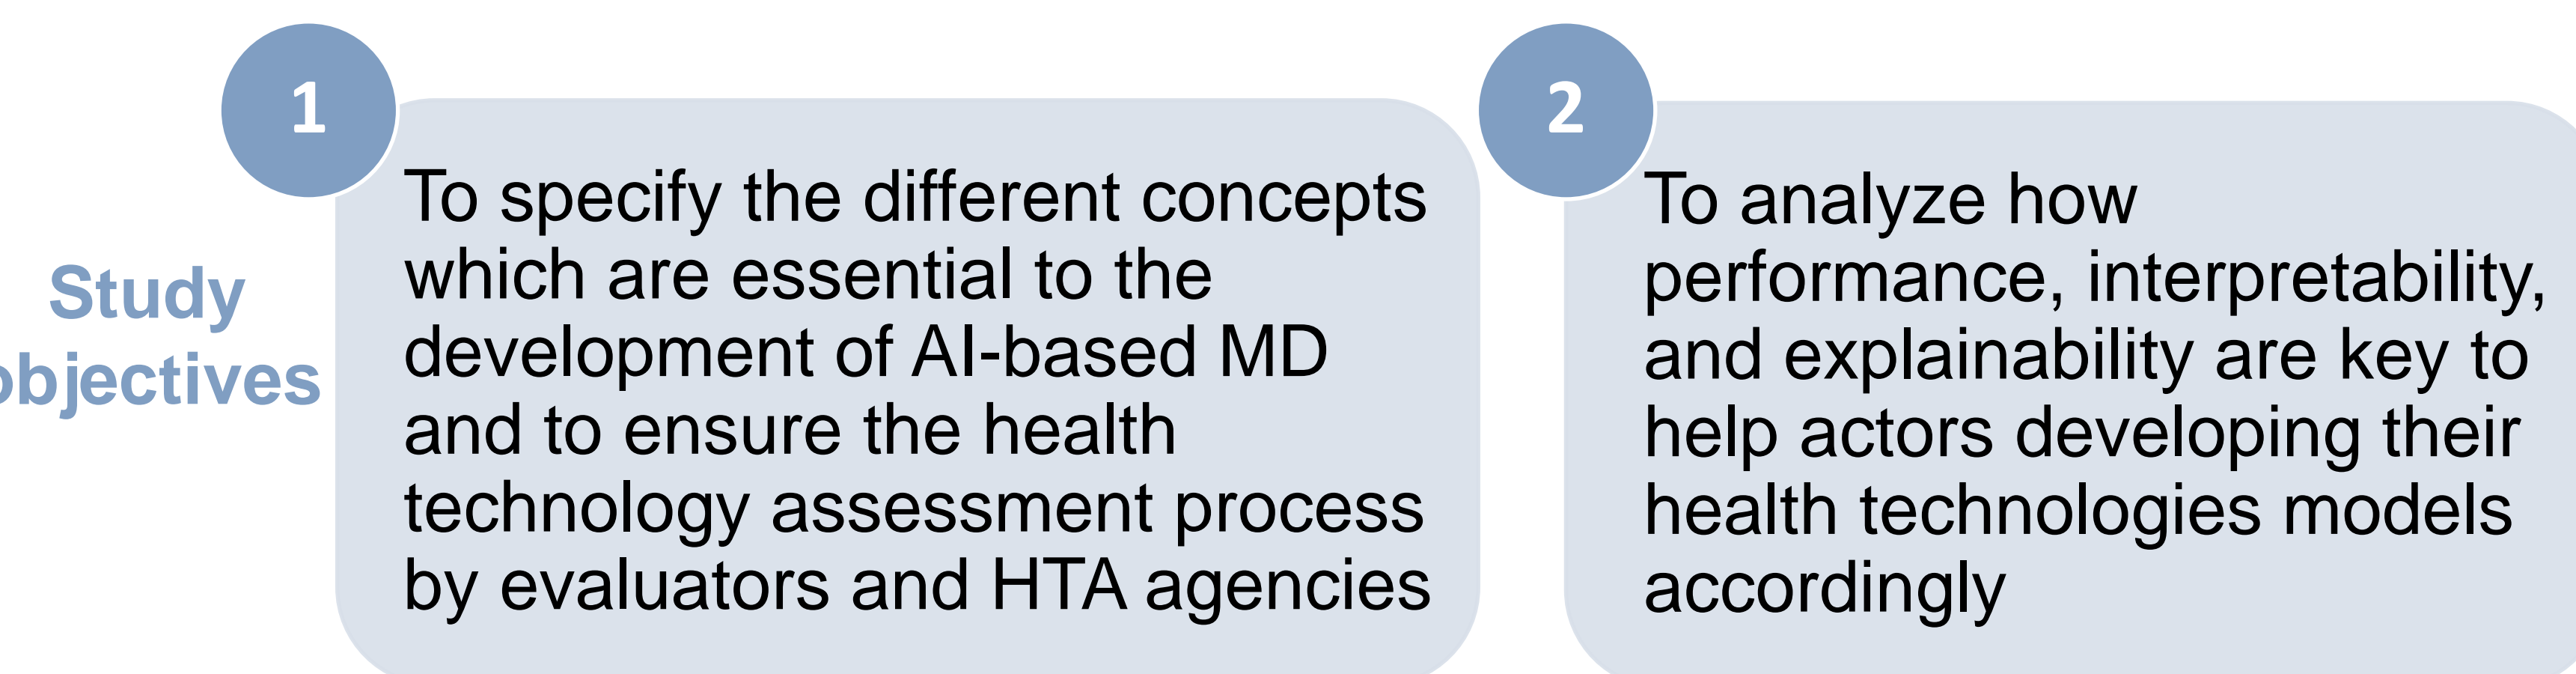 Study
objectives
1
To specify the different concepts
which are essential to the
development of AI-based MD
and to ensure the health
technology assessment process
by evaluators and HTA agencies
2
To analyze how
performance, interpretability,
and explainability are key to
help actors developing their
health technologies models
accordingly